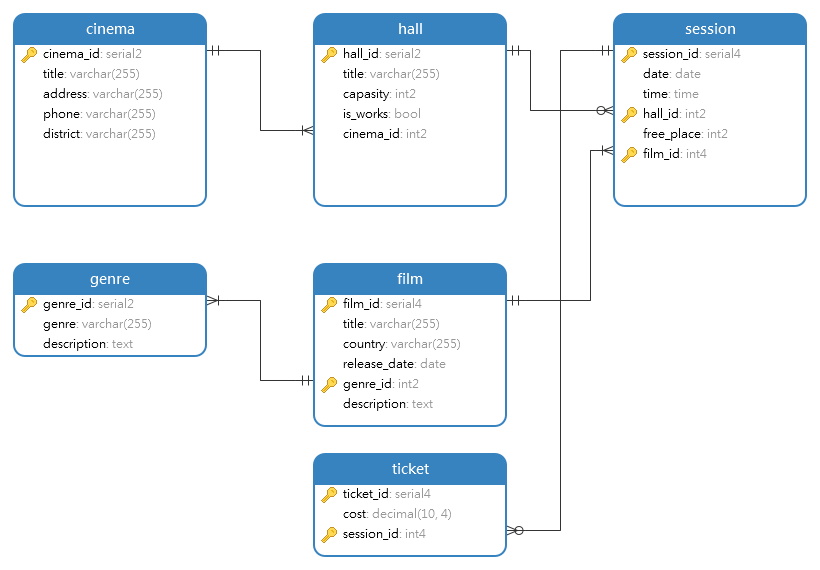 cinema
cinema_id: serial2
title: varchar(255)
address: varchar(255)
phone: varchar(255)
district: varchar(255)
hall
hall_id: serial2
title: varchar(255)
capasity: int2
is_works: bool
cinema_id: int2
session
session_id: serial4
date: date
time: time
hall_id: int2
free_place: int2
film_id: int4
genre
genre_id: serial2
genre: varchar(255)
description: text
film
film_id: serial4
title: varchar(255)
country: varchar(255)
release_date: date
genre_id: int2
description: text
ticket
ticket_id: serial4
cost: decimal(10, 4)
session_id: int4